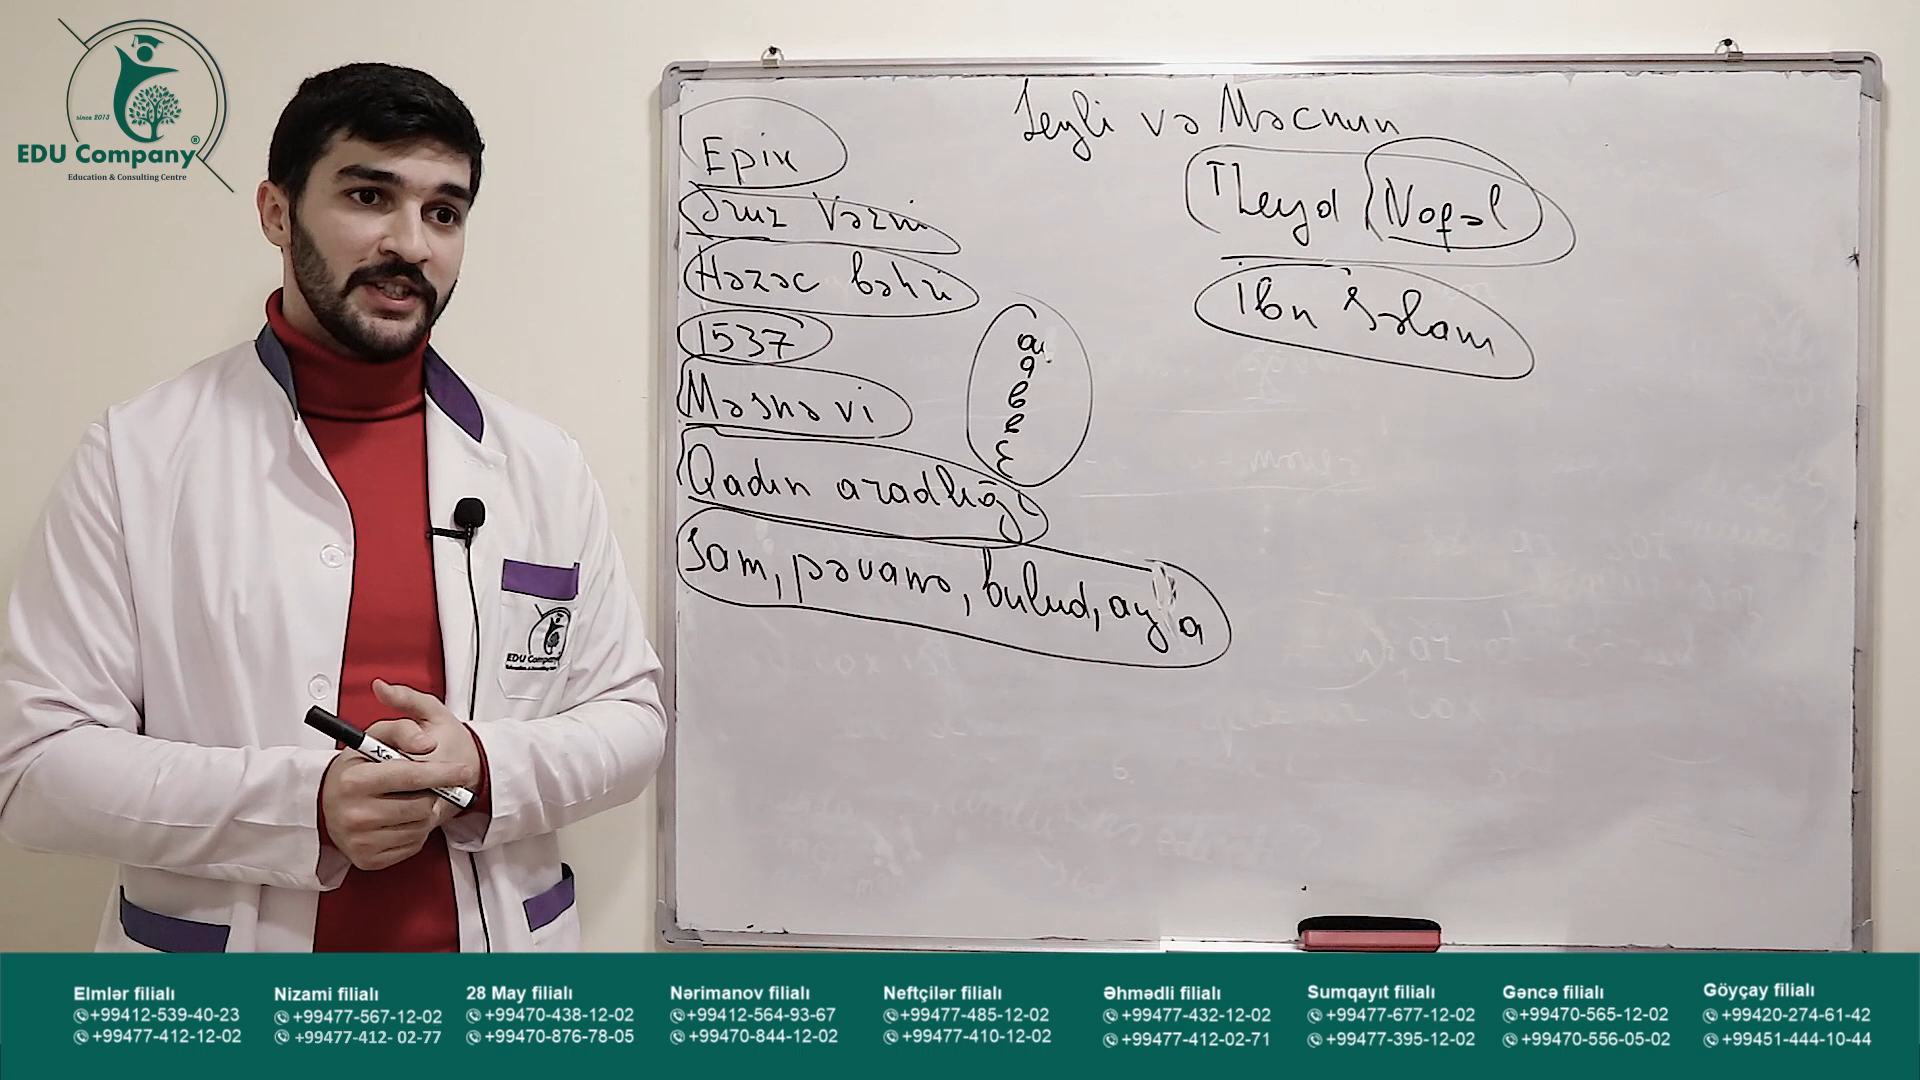 since 2013
EDU Company®
Education & Consulting Centre
Leyli və Məcnun
Epik
Əruz vəzni
Həzəc bəhri
1537
Məsnəvi
Qadın azadlığı
Şam, pəvanə, bulud, ay
a
a
b
b
Zeyd Nofəl
İbn Səlam
EDU Company
Elmlər filialı
+99412-539-40-23
+99477-412-12-02
Nizami filialı
+99477-567-12-02
+99477-412- 02-77
28 May filialı
+99470-438-12-02
+99470-876-78-05
Nərimanov filialı
+99412-564-93-67
+99470-844-12-02
Neftçilər filialı
+99477-485-12-02
+99477-410-12-02
Əhmədli filialı
+99477-432-12-02
+99477-412-02-71
Sumqayıt filialı
+99477-677-12-02
+99477-395-12-02
Gəncə filialı
+99470-565-12-02
+99470-556-05-02
Göyçay filialı
+99420-274-61-42
+99451-444-10-44